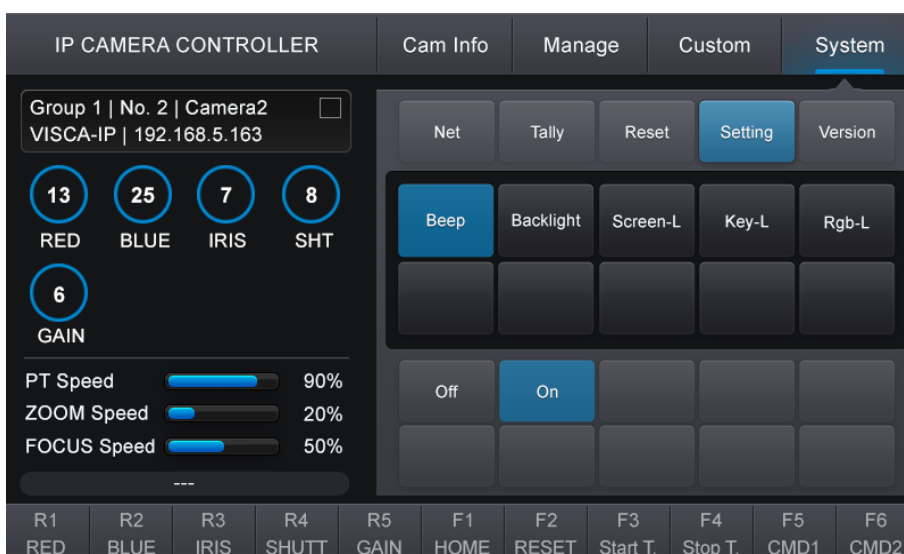 IP CAMERA CONTROLLER
Cam Info
Manage
Custom
System
Group 1 | No. 2 | Camera2
VISCA-IP | 192.168.5.163
13
25
7
8
RED
BLUE
IRIS
SHT
6
GAIN
PT Speed 90%
ZOOM Speed 20%
FOCUS Speed 50%
---
Net
Tally
Reset
Setting
Version
Beep
Backlight
Screen-L
Key-L
Rgb-L
Off
On
R1
R2
R3
R4
R5
F1
F2
F3
F4
F5
F6
RED
BLUE
IRIS
SHUTT
GAIN
HOME
RESET
Start T.
Stop T.
CMD1
CMD2